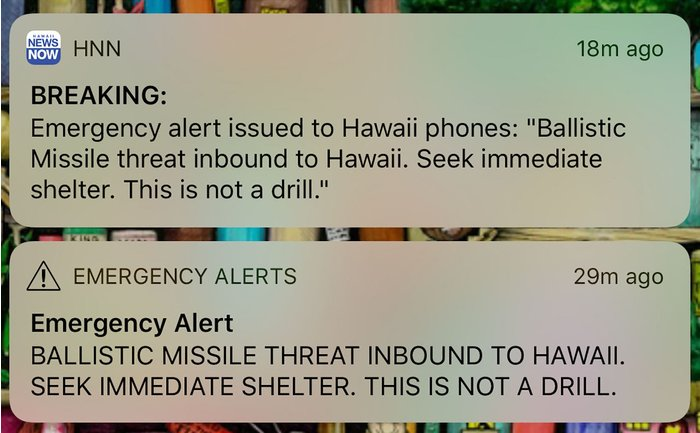 HAWAII
NEWS
NOW
HNN
18m ago
BREAKING:
Emergency alert issued to Hawaii phones: "Ballistic
Missile threat inbound to Hawaii. Seek immediate
shelter. This is not a drill."
KING
EMERGENCY ALERTS
29m ago
Emergency Alert
BALLISTIC MISSILE THREAT INBOUND TO HAWAII.
SEEK IMMEDIATE SHELTER. THIS IS NOT A DRILL.